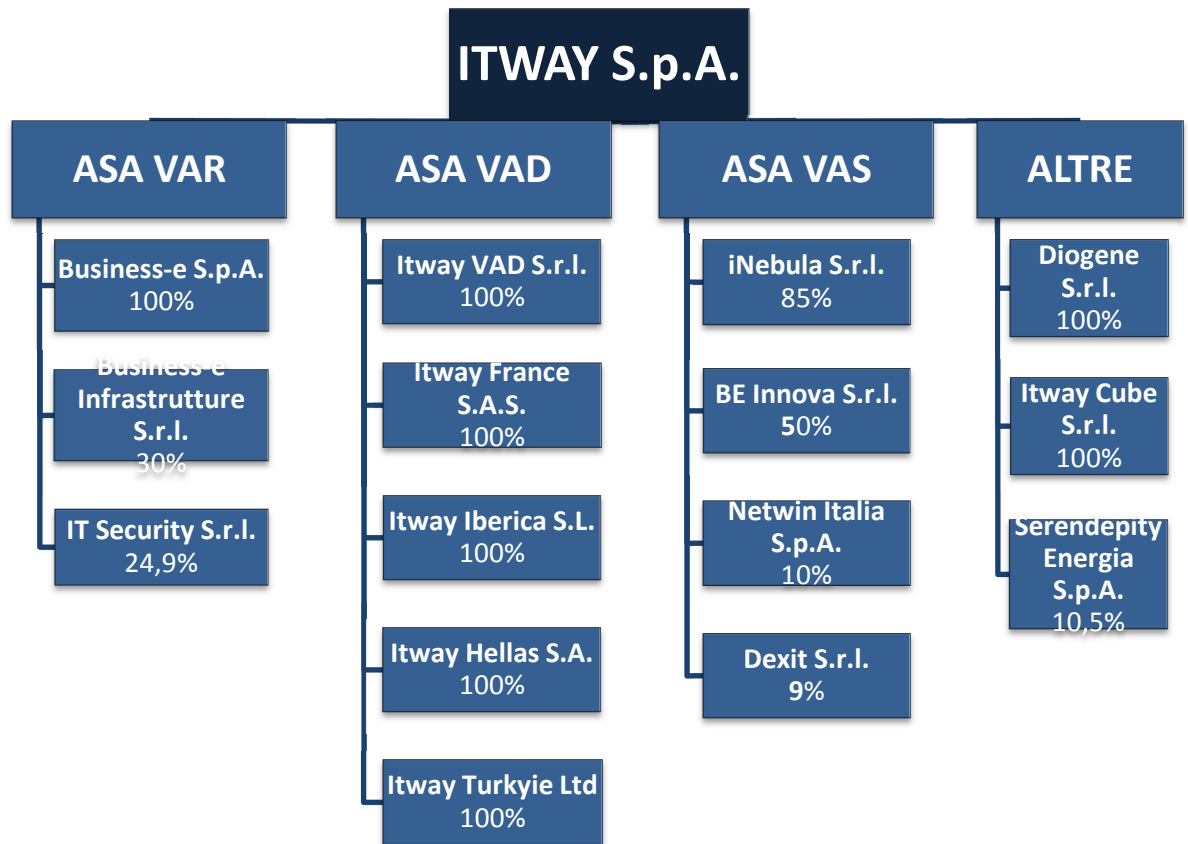 ITWAY S.p.A.
ASA VAR
Business-e S.p.A.
100%
Business-e
Infrastrutture
S.r.l.
30%
IT Security S.r.l.
24,9%
ASA VAD
Itway VAD S.r.l.
100%
Itway France
S.A.S.
100%
Itway Iberica S.L.
100%
Itway Hellas S.A.
100%
Itway Turkyie Ltd
100%
ASA VAS
iNebula S.r.l.
85%
BE Innova S.r.l.
50%
Netwin Italia
S.p.A.
10%
Dexit S.r.l.
9%
ALTRE
Diogene
S.r.l.
100%
Itway Cube
S.r.l.
100%
Serendepity
Energia
S.p.A.
10,5%